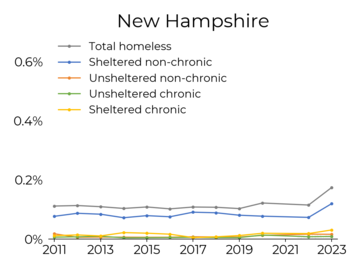 New Hampshire
Total homeless
Sheltered non-chronic
Unsheltered non-chronic
Unsheltered chronic
Sheltered chronic
0.6%
0.4%
0.2%
0%
2011 2013 2015 2017 2019 2021 2023